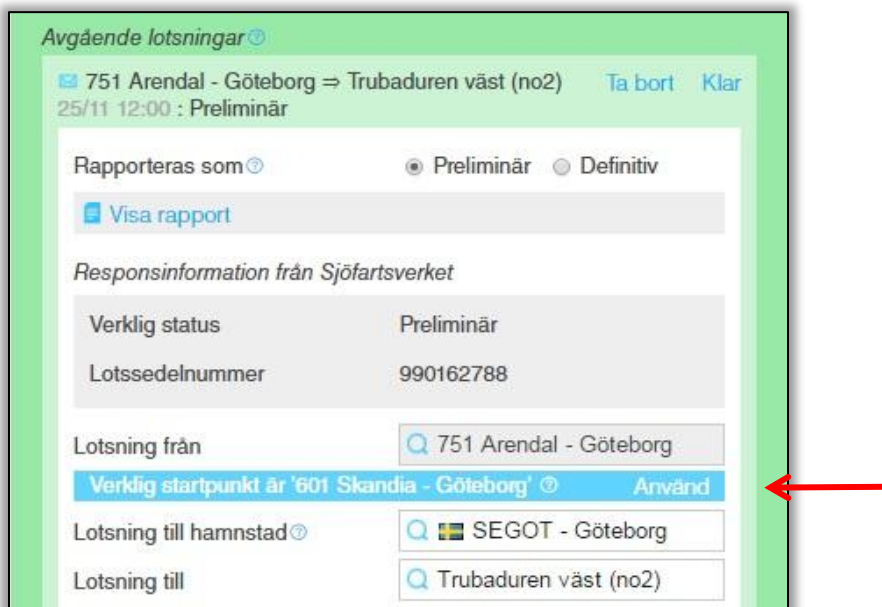 Avgående lotsningar
751 Arendal - Göteborg ⇒ Trubaduren väst (no2) Ta bort Klar
25/11 12:00 : Preliminär
Rapporteras som Preliminär Definitiv
Visa rapport
Responsinformation från Sjöfartsverket
Verklig status Preliminär
Lotssedelnummer 990162788
Lotsning från 751 Arendal - Göteborg
Verklig startpunkt är '601 Skandia - Göteborg' Använd
Lotsning till hamnstad SEGOT - Göteborg
Lotsning till Trubaduren väst (no2)